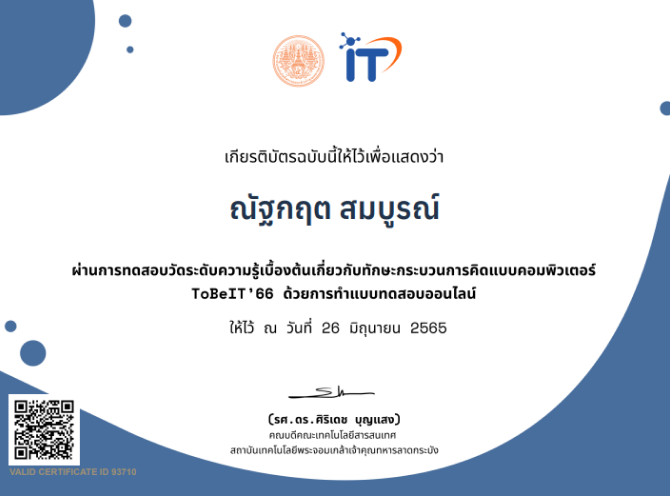 iT
เกียรติบัตรฉบับนี้ให้ไว้เพื่อแสดงว่า
ณัฐกฤต สมบูรณ์
ผ่านการทดสอบวัดระดับความรู้เบื้องต้นเกี่ยวกับทักษะกระบวนการคิดแบบคอมพิวเตอร์
ToBeIT'66 ด้วยการทำแบบทดสอบออนไลน์
ให้ไว้ ณ วันที่ 26 มิถุนายน 2565
(รศ.ดร.ศิริเดช บุญแสง)
คณบดีคณะเทคโนโลยีสารสนเทศ
สถาบันเทคโนโลยีพระจอมเกล้าเจ้าคุณทหารลาดกระบัง
VALID CERTIFICATE ID 93710